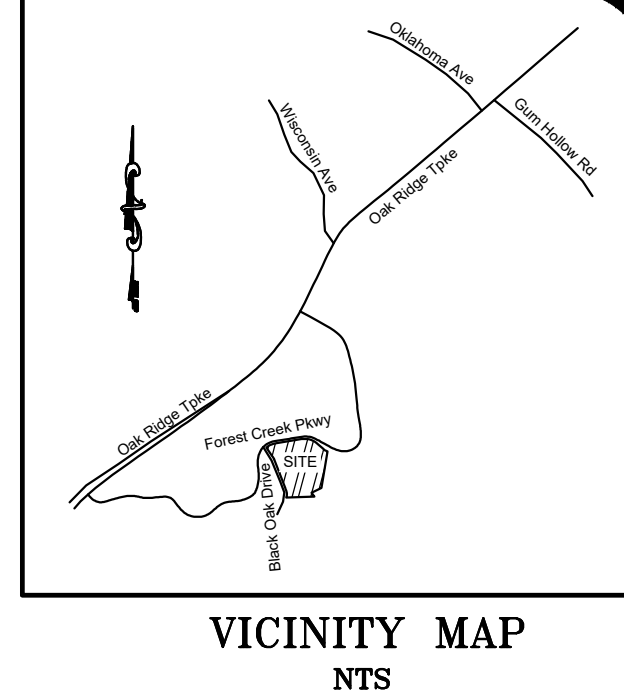 Oklahoma Ave
Gum Hollow Rd
Wisconsin Ave
Oak Ridge Tpke
Oak Ridge Tpke
Forest Creek Pkwy
SITE
Black Oak Drive
VICINITY MAP
NTS